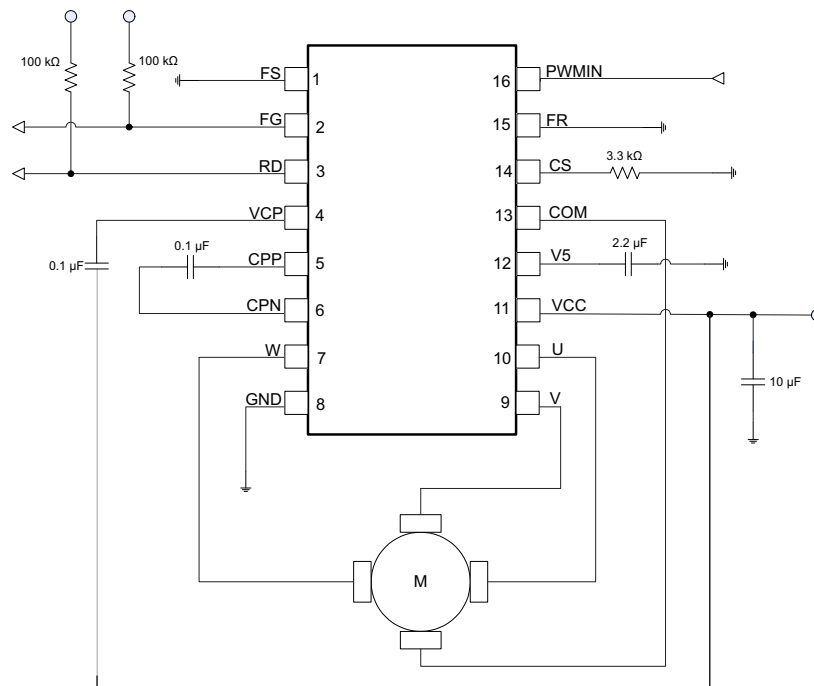 100 kΩ
100 kΩ
FS
1
16
PWMIN
FG
2
15
FR
RD
3
14
CS
3.3 kΩ
VCP
4
13
COM
0.1 µF
0.1 µF
CPP
5
12
V5
2.2 µF
CPN
6
11
VCC
W
7
10
U
10 µF
GND
8
9
V
M